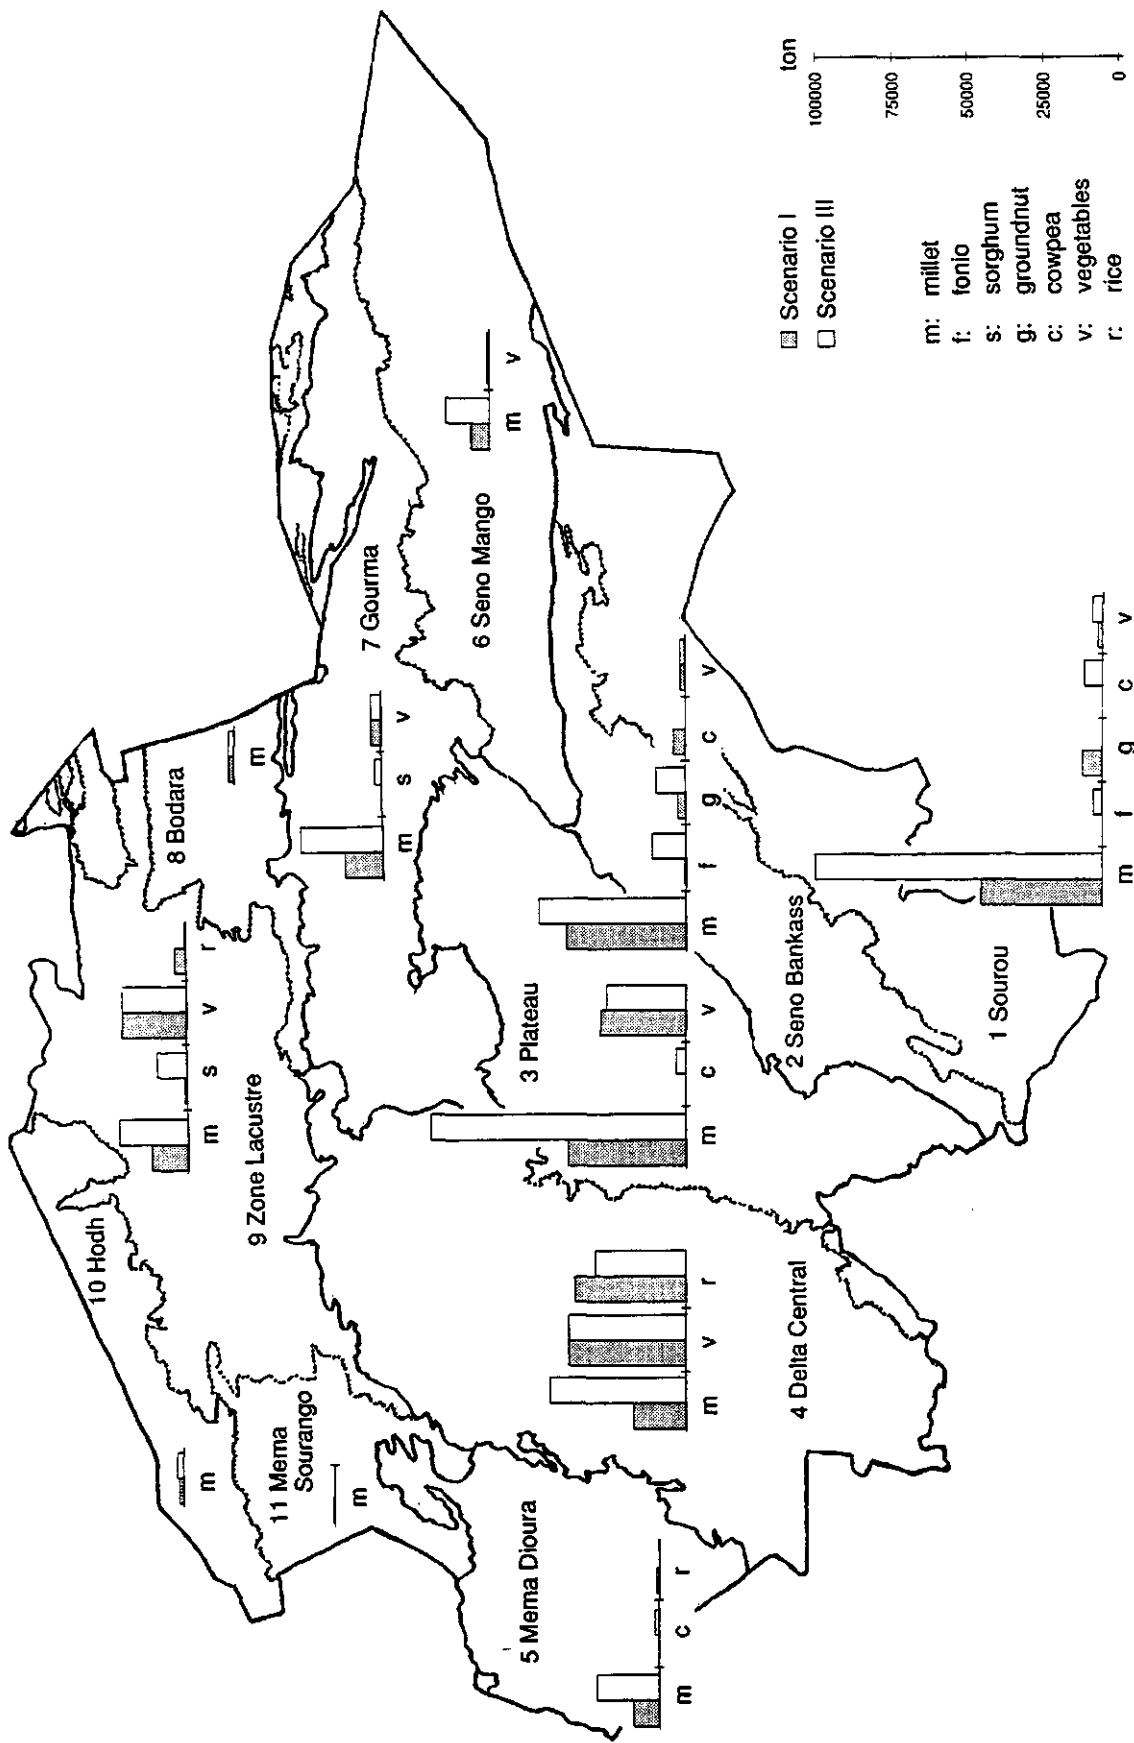 10 Hodh
m
11 Mema
Sourango
m
9 Zone Lacustre
m s v r
8 Bodara
m
7 Gourma
m s v
6 Seno Mango
m v
5 Mema Dioura
m c r
4 Delta Central
m v r
3 Plateau
m c v
2 Seno Bankass
m f g c v
1 Sourou
m f g c v
Scenario I
Scenario III
m: millet
f: fonio
s: sorghum
g: groundnut
c: cowpea
v: vegetables
r: rice
ton
100000
75000
50000
25000
0